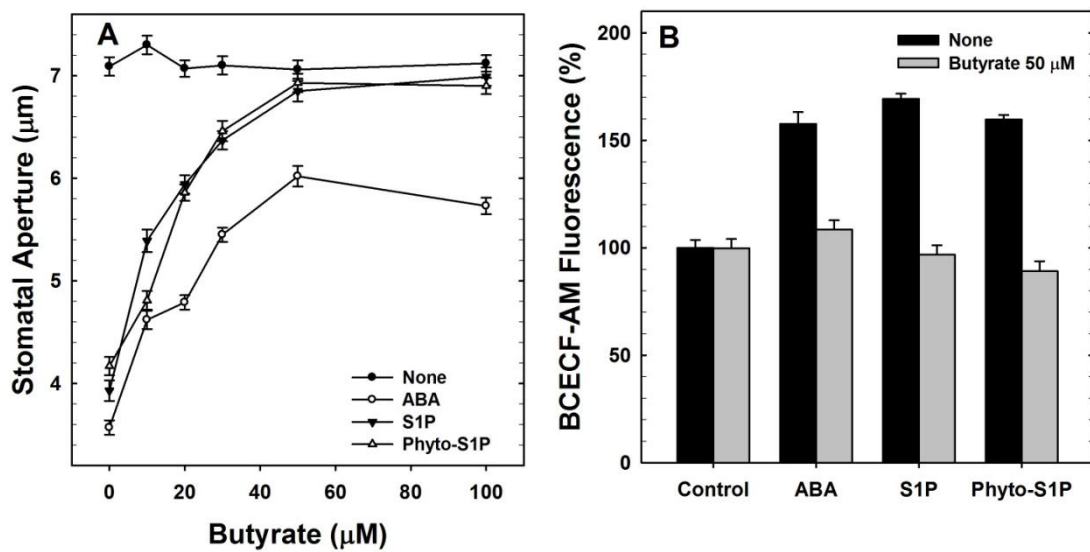 A
Stomatal Aperture (μm)
7
6
5
4
None
ABA
S1P
Phyto-S1P
0 20 40 60 80 100
Butyrate (μM)
B
BCECF-AM Fluorescence (%)
200
150
100
50
0
None
Butyrate 50 μM
Control ABA S1P Phyto-S1P